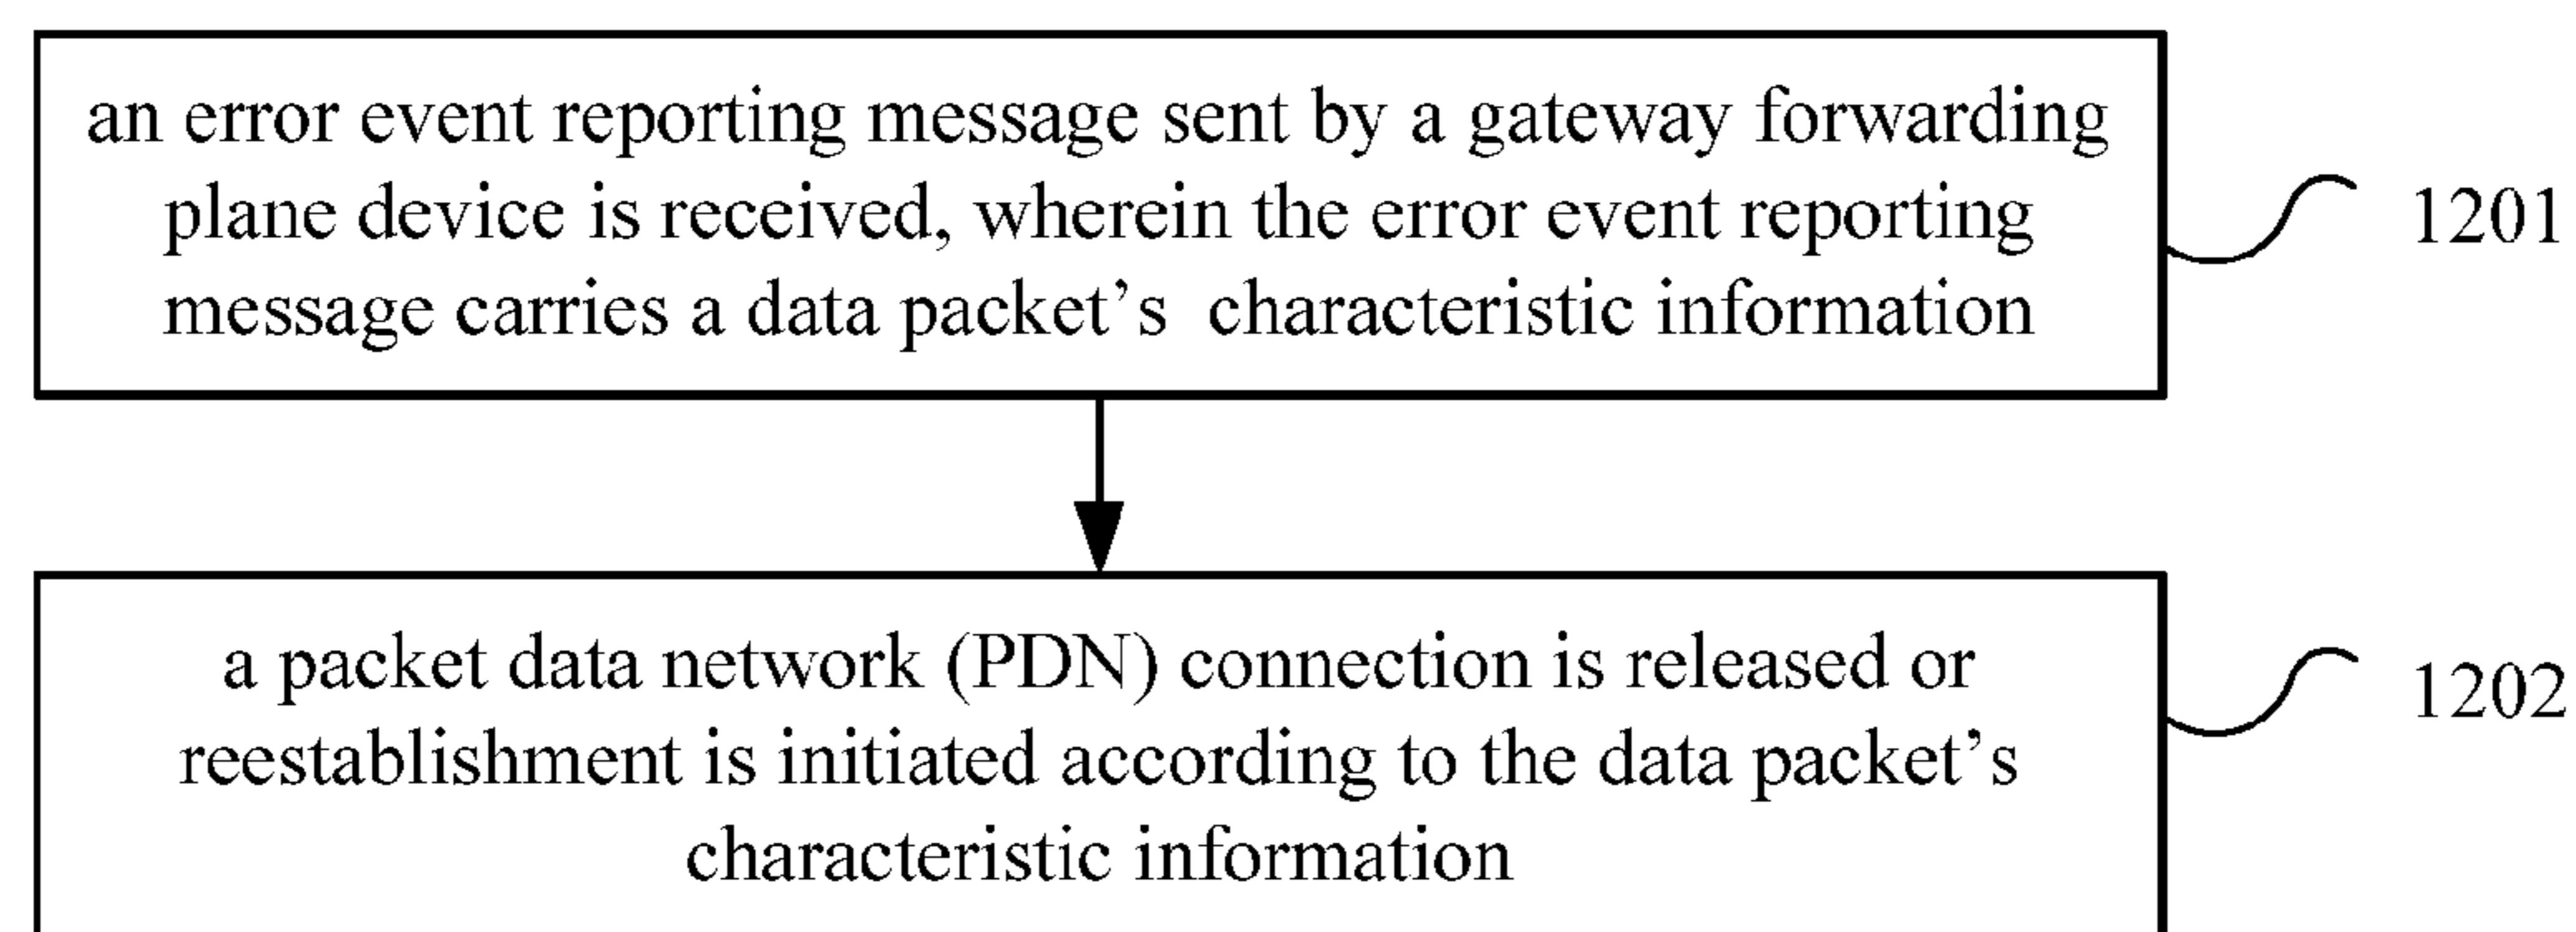 an error event reporting message sent by a gateway forwarding
plane device is received, wherein the error event reporting
message carries a data packet’s  characteristic information
1201
a packet data network (PDN) connection is released or
reestablishment is initiated according to the data packet’s
characteristic information
1202